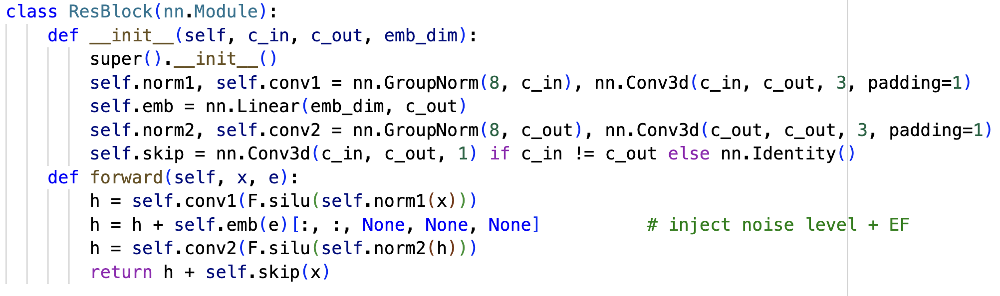 class ResBlock(nn.Module):
    def __init__(self, c_in, c_out, emb_dim):
        super().__init__()
        self.norm1, self.conv1 = nn.GroupNorm(8, c_in), nn.Conv3d(c_in, c_out, 3, padding=1)
        self.emb = nn.Linear(emb_dim, c_out)
        self.norm2, self.conv2 = nn.GroupNorm(8, c_out), nn.Conv3d(c_out, c_out, 3, padding=1)
        self.skip = nn.Conv3d(c_in, c_out, 1) if c_in != c_out else nn.Identity()
    def forward(self, x, e):
        h = self.conv1(F.silu(self.norm1(x)))
        h = h + self.emb(e)[:, :, None, None, None]          # inject noise level + EF
        h = self.conv2(F.silu(self.norm2(h)))
        return h + self.skip(x)